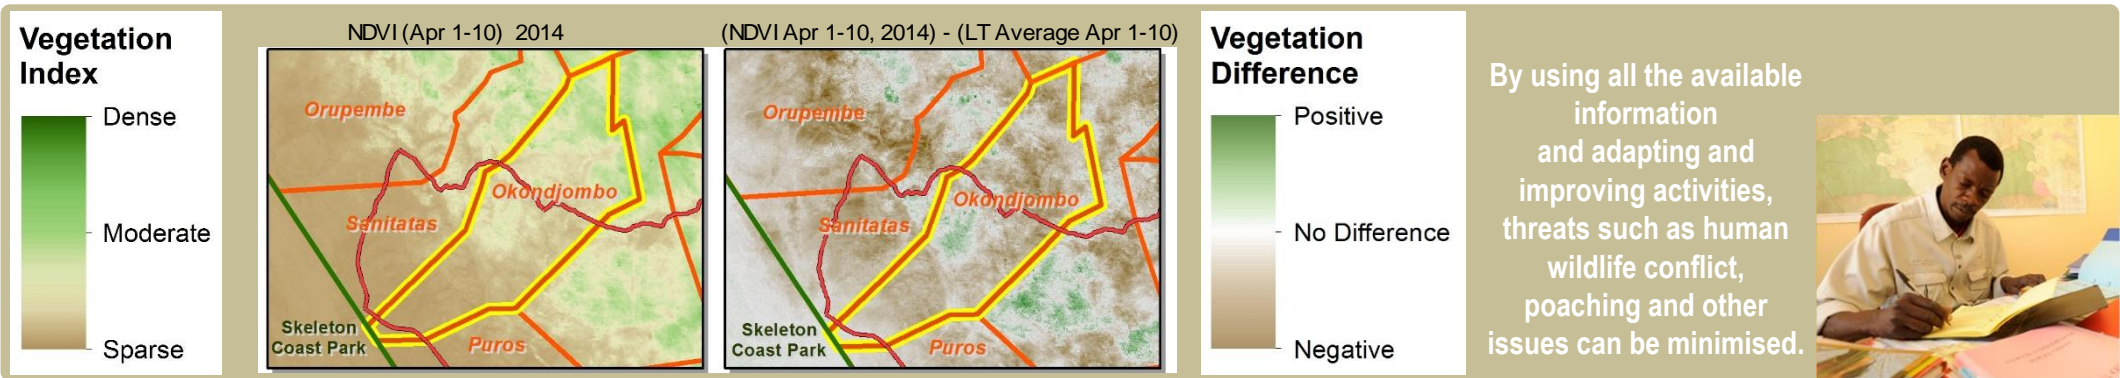 Vegetation
Index
Dense
Moderate
Sparse
NDVI (Apr 1-10) 2014
Orupembe
Okondjombo
Sanitatas
Skeleton
Coast Park
Puros
(NDVI Apr 1-10, 2014) - (LT Average Apr 1-10)
Orupembe
Okondjombo
Sanitatas
Skeleton
Coast Park
Puros
Vegetation
Difference
Positive
No Difference
Negative
By using all the available
information
and adapting and
improving activities,
threats such as human
wildlife conflict,
poaching and other
issues can be minimised.